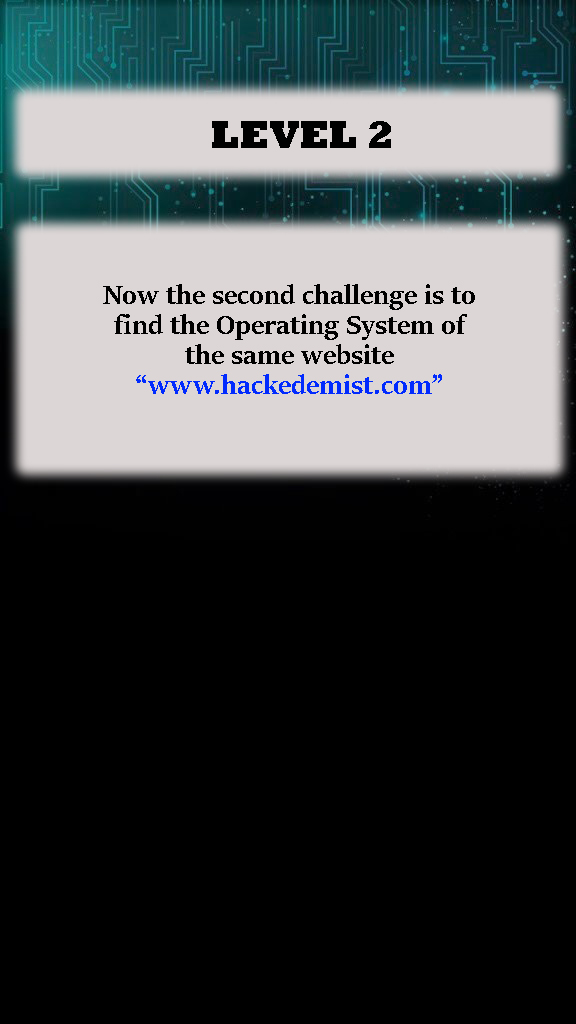 LEVEL 2
Now the second challenge is to
find the Operating System of
the same website
“www.hackedemist.com”